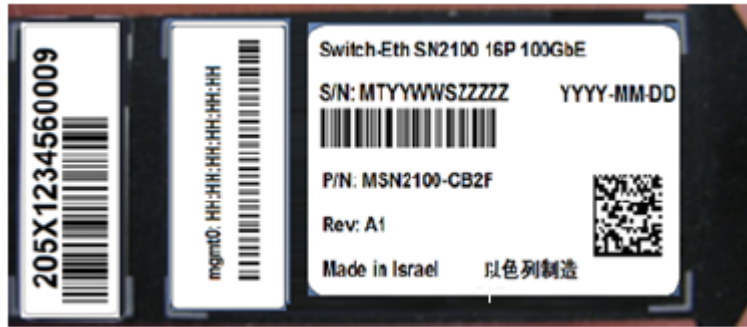 205X1234560009
mgmt0: HH:HH:HH:HH:HH:HH
Switch-Eth SN2100 16P 100GbE
S/N: MTYYWWSZZZZZ YYYY-MM-DD
P/N: MSN2100-CB2F
Rev: A1
Made in Israel 以色列制造